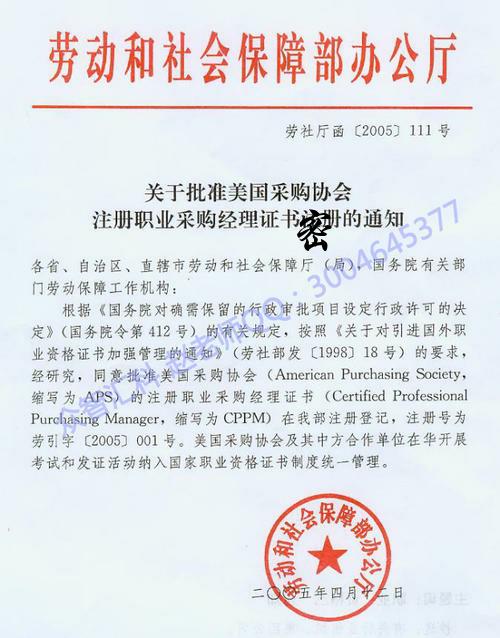 劳动和社会保障部办公厅
劳社厅函〔2005〕111号
关于批准美国采购协会
注册职业采购经理证书注册的通知
密
各省、自治区、直辖市劳动和社会保障厅（局），国务院有关部
门劳动保障工作机构：
根据《国务院对确需保留的行政审批项目设定行政许可的决
定》（国务院令第412号）的有关规定，按照《关于对引进国外职
业资格证书加强管理的通知》（劳社部发〔1998〕18号）的要求，
经研究，同意批准美国采购协会（American Purchasing Society，
缩写为APS）的注册职业采购经理证书（Certified Professional
Purchasing Manager，缩写为CPPM）在我部注册登记，注册号为
劳引字〔2005〕001号。美国采购协会及其中方合作单位在华开展
考试和发证活动纳入国家职业资格证书制度统一管理。
劳动和社会保障部办公厅
二〇〇五年四月十二日
众智汇科 赵老师QQ：3004645377